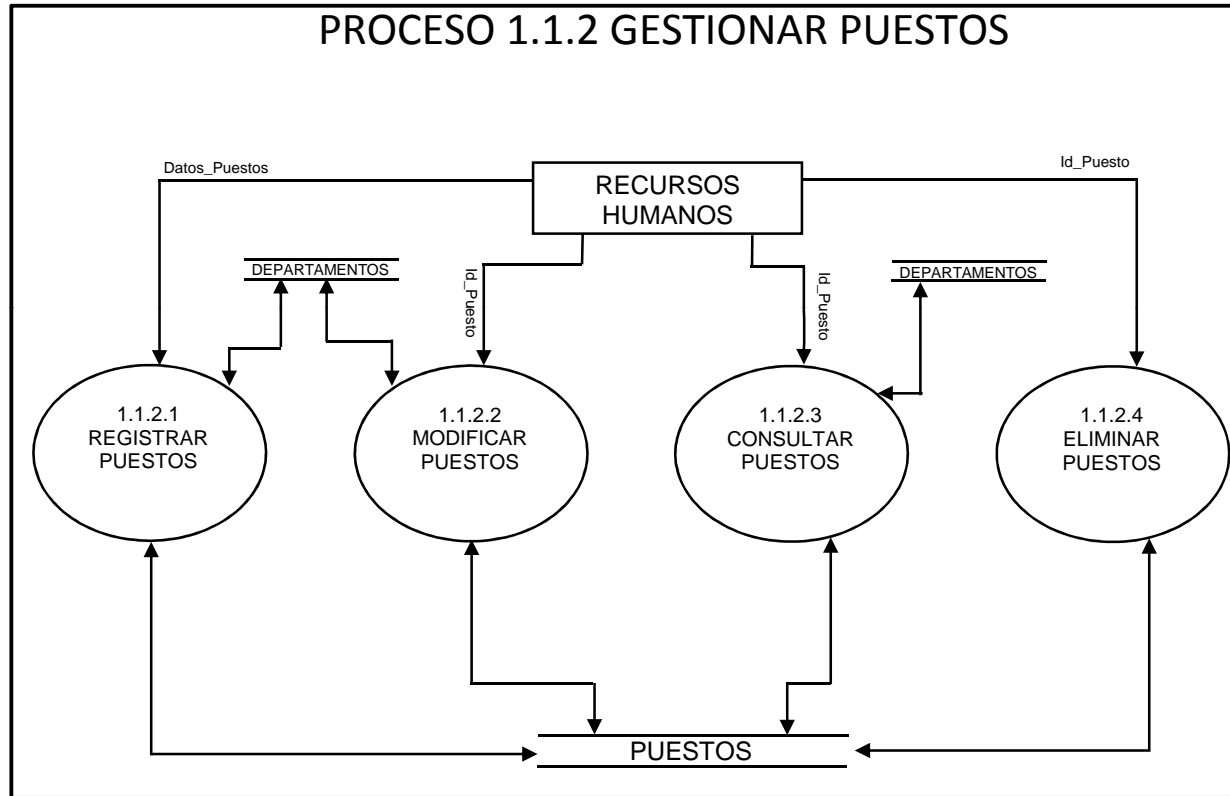 PROCESO 1.1.2 GESTIONAR PUESTOS
Datos_Puestos
Id_Puesto
RECURSOS
HUMANOS
DEPARTAMENTOS
Id_Puesto
Id_Puesto
DEPARTAMENTOS
1.1.2.1
REGISTRAR
PUESTOS
1.1.2.2
MODIFICAR
PUESTOS
1.1.2.3
CONSULTAR
PUESTOS
1.1.2.4
ELIMINAR
PUESTOS
PUESTOS